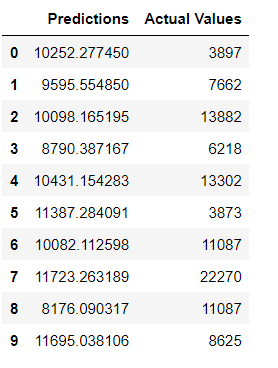 Predictions Actual Values
0 10252.277450 3897
1 9595.554850 7662
2 10098.165195 13882
3 8790.387167 6218
4 10431.154283 13302
5 11387.284091 3873
6 10082.112598 11087
7 11723.263189 22270
8 8176.090317 11087
9 11695.038106 8625